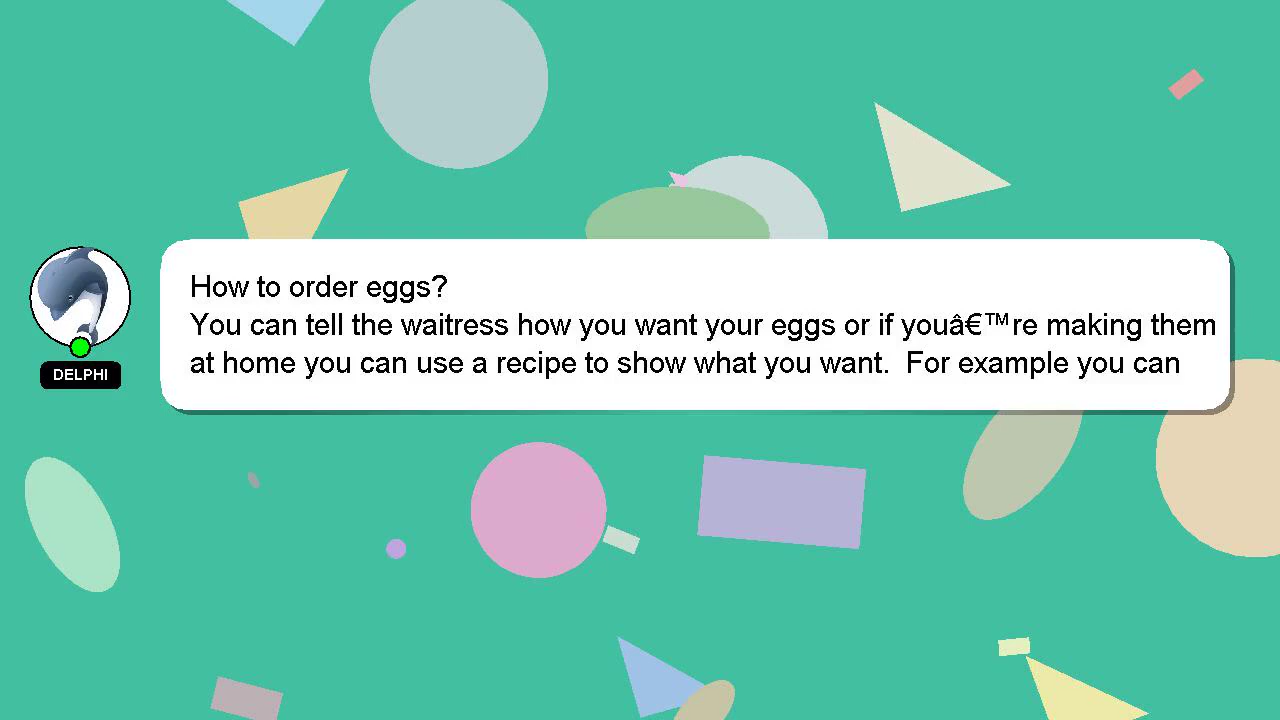 How to order eggs?
You can tell the waitress how you want your eggs or if youâ€™re making them
at home you can use a recipe to show what you want.  For example you can
DELPHI